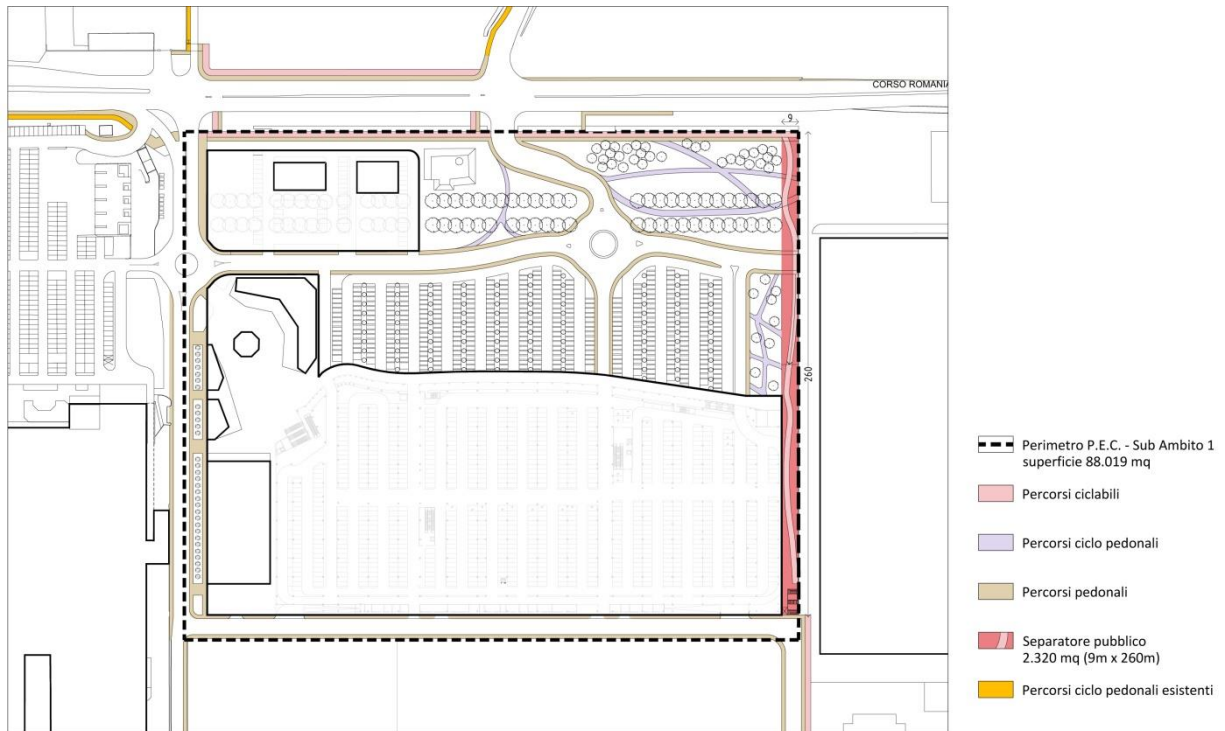 CORSO ROMANIA
9
260
Perimetro P.E.C. - Sub Ambito 1
superficie 88.019 mq
Percorsi ciclabili
Percorsi ciclo pedonali
Percorsi pedonali
Separatore pubblico
2.320 mq (9m x 260m)
Percorsi ciclo pedonali esistenti